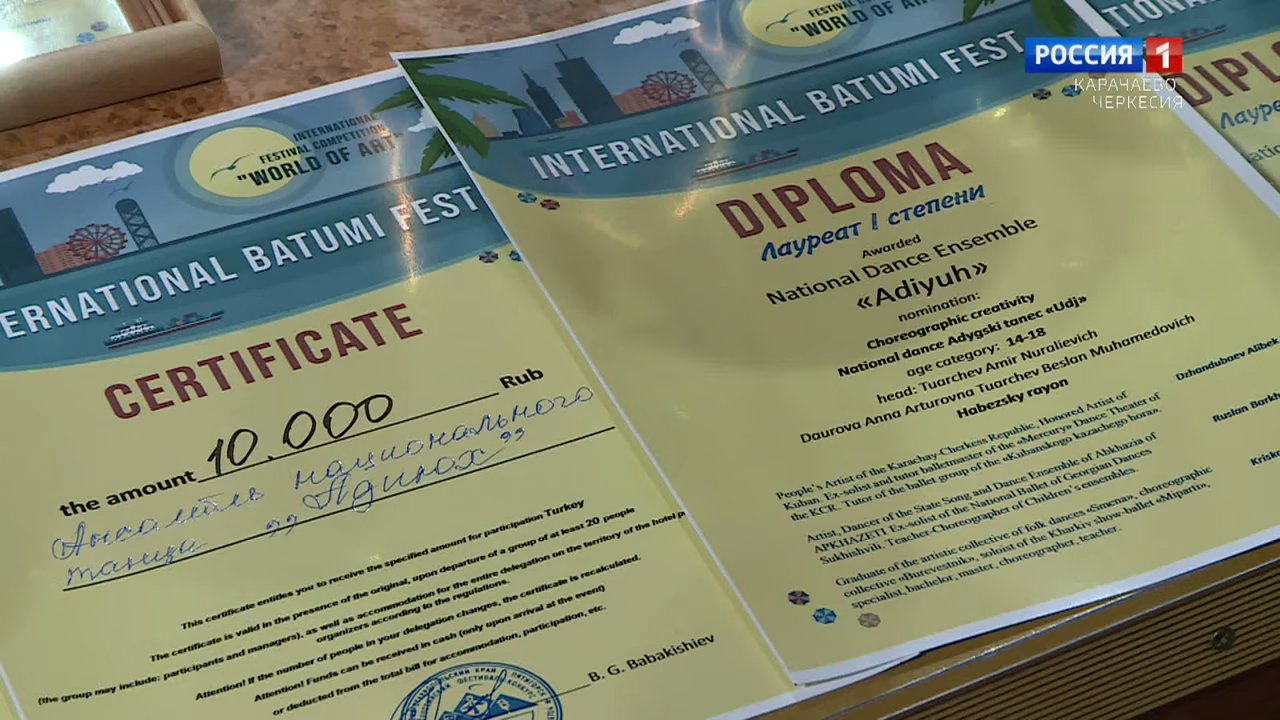 РОССИЯ 1
КАРАЧАЕВО
ЧЕРКЕСИЯ
INTERNATIONAL
FESTIVAL COMPETITION
"WORLD OF ART"
ERNATIONAL BATUMI FEST
CERTIFICATE
the amount 10.000 Rub
Ансамбль национального
танца „Адиюх”
This certificate entitles you to receive the specified amount for participation Turkey
The certificate is valid in the presence of the original, upon departure of a group of at least 20 people
(the group may include: participants and managers), as well as accommodation for the entire delegation on the territory of the hotel
organizers according to the regulations.
Attention! If the number of people in your delegation changes, the certificate is recalculated.
Attention! Funds can be received in cash (only upon arrival at the event)
or deducted from the total bill for accommodation, participation, etc.
B. G. Babakishiev
FESTIVAL COMPETITION
"WORLD OF ART"
INTERNATIONAL BATUMI FEST
DIPLOMA
Лауреат I степени
Awarded
National Dance Ensemble
«Adiyuh»
nomination:
Choreographic creativity
National dance Adygski tanec «Udj»
age category: 14-18
head: Tuarchev Amir Nuralievich
Daurova Anna Arturovna Tuarchev Beslan Muhamedovich
Habezsky rayon
People`s Artist of the Karachay-Cherkess Republic, Honored Artist of
Kuban, Ex-solist and tutor balletmaster of the «Mercury» Dance Theater of
the KCR. Tutor of the ballet group of the «Kubanskogo kazachego hora».
Dzhandubaev Alibek
Artist, Dancer of the State Song and Dance Ensemble of Abkhazia of
APKHAZETI Ex-solist of the National Ballet of Georgian Dances
Sukhishvili. Teacher-Choreographer of Children`s ensembles.
Ruslan
Graduate of the artistic collective of folk dances «Smena», choreographic
collective «Burevestnik», soloist of the Kharkiv show-ballet «Miparti»,
specialist, bachelor, master, choreographer, teacher.
DIPLO